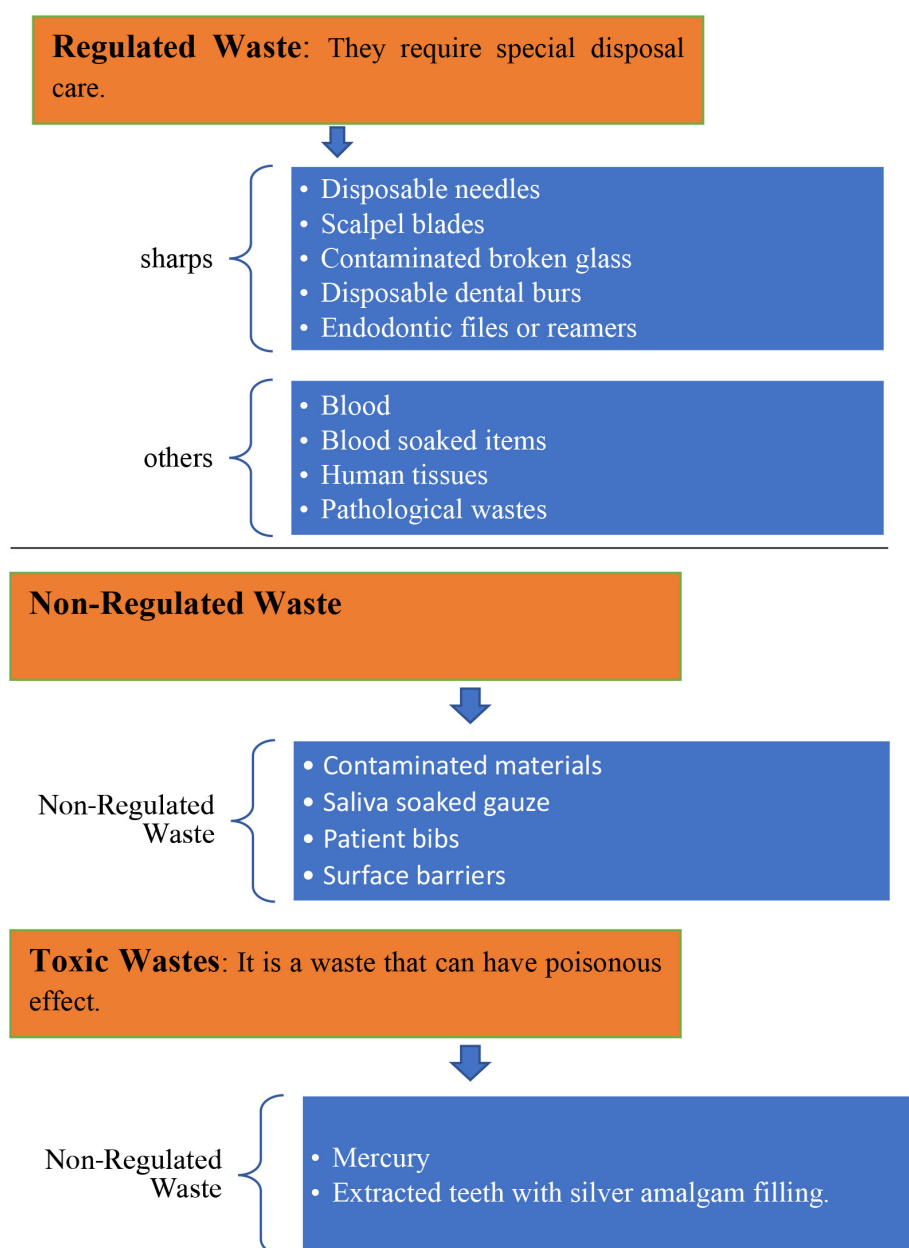 Regulated Waste: They require special disposal
care.
sharps
• Disposable needles
• Scalpel blades
• Contaminated broken glass
• Disposable dental burs
• Endodontic files or reamers
others
• Blood
• Blood soaked items
• Human tissues
• Pathological wastes
Non-Regulated Waste
Non-Regulated
Waste
• Contaminated materials
• Saliva soaked gauze
• Patient bibs
• Surface barriers
Toxic Wastes: It is a waste that can have poisonous
effect.
Non-Regulated
Waste
• Mercury
• Extracted teeth with silver amalgam filling.